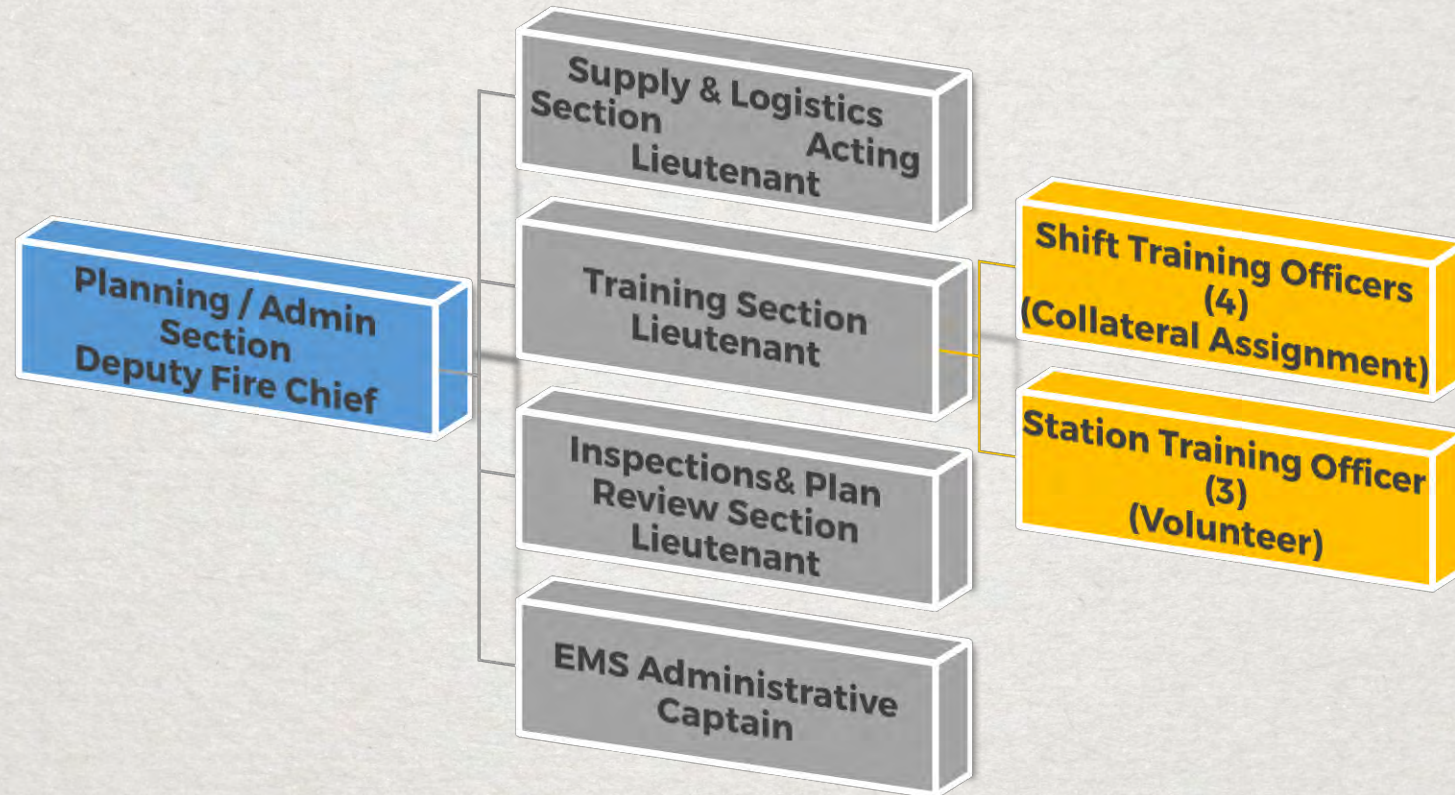 Planning / Admin
Section
Deputy Fire Chief
Supply & Logistics
Section Acting
Lieutenant
Training Section
Lieutenant
Inspections& Plan
Review Section
Lieutenant
EMS Administrative
Captain
Shift Training Officers
(4)
(Collateral Assignment)
Station Training Officer
(3)
(Volunteer)